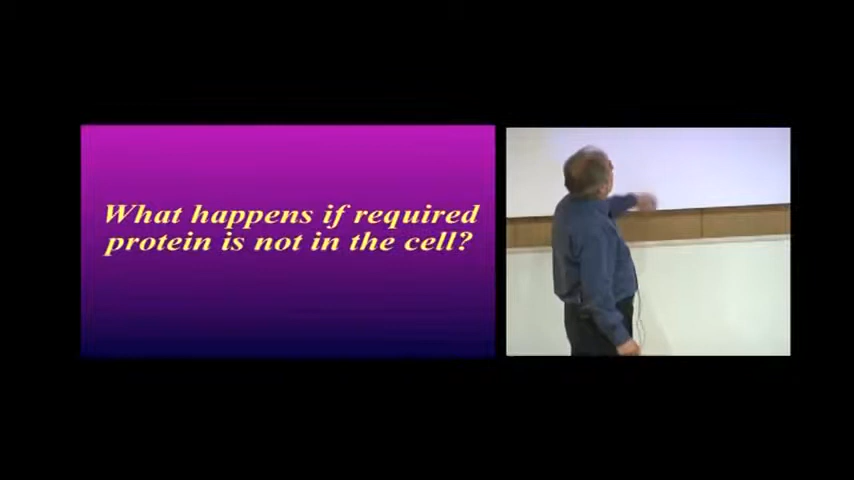 What happens if required
protein is not in the cell?